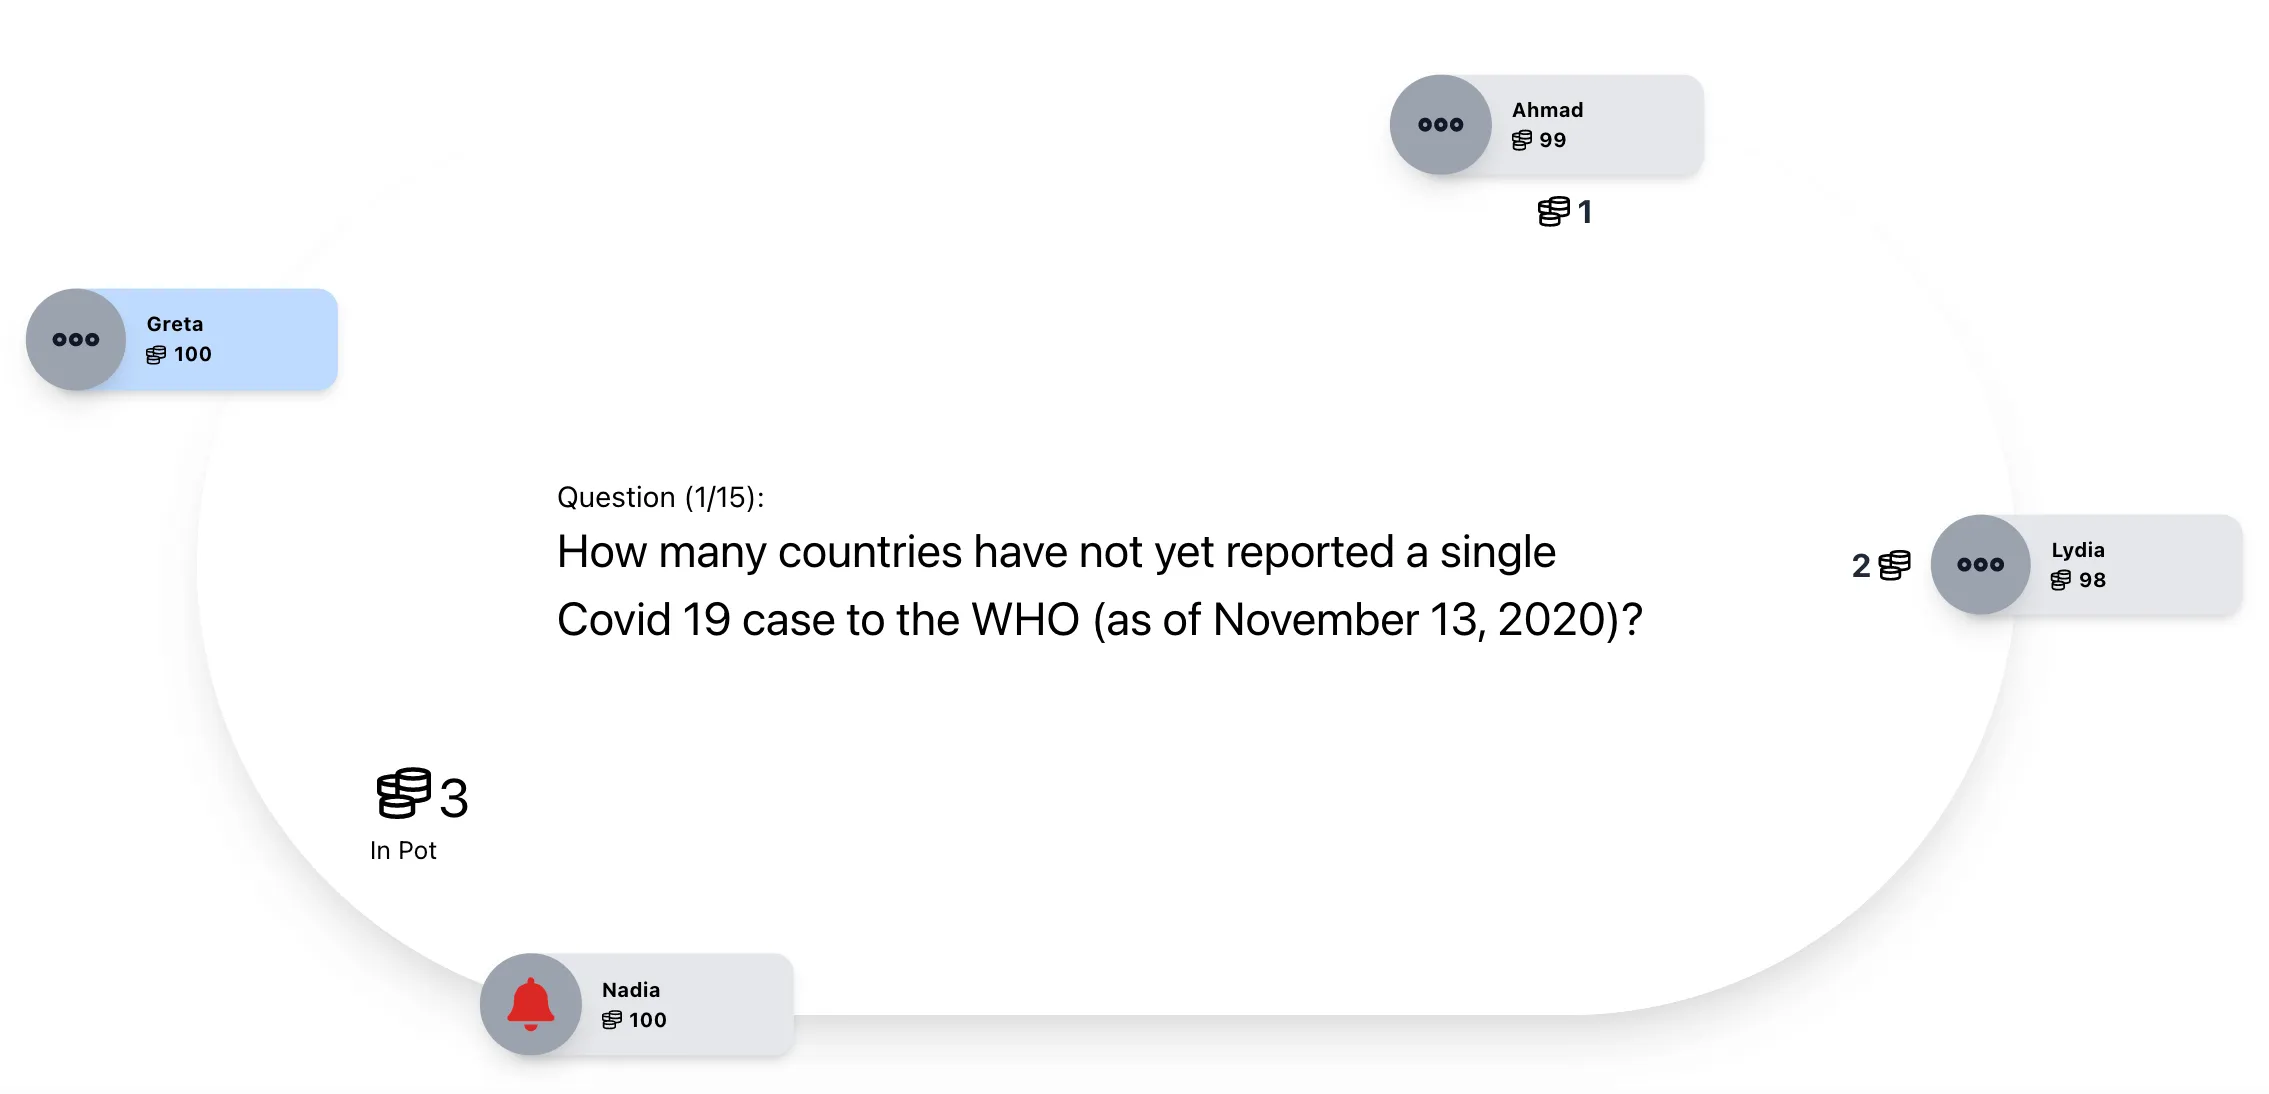 Ahmad
99
1
Greta
100
Question (1/15):
How many countries have not yet reported a single
Covid 19 case to the WHO (as of November 13, 2020)?
2
Lydia
98
3
In Pot
Nadia
100